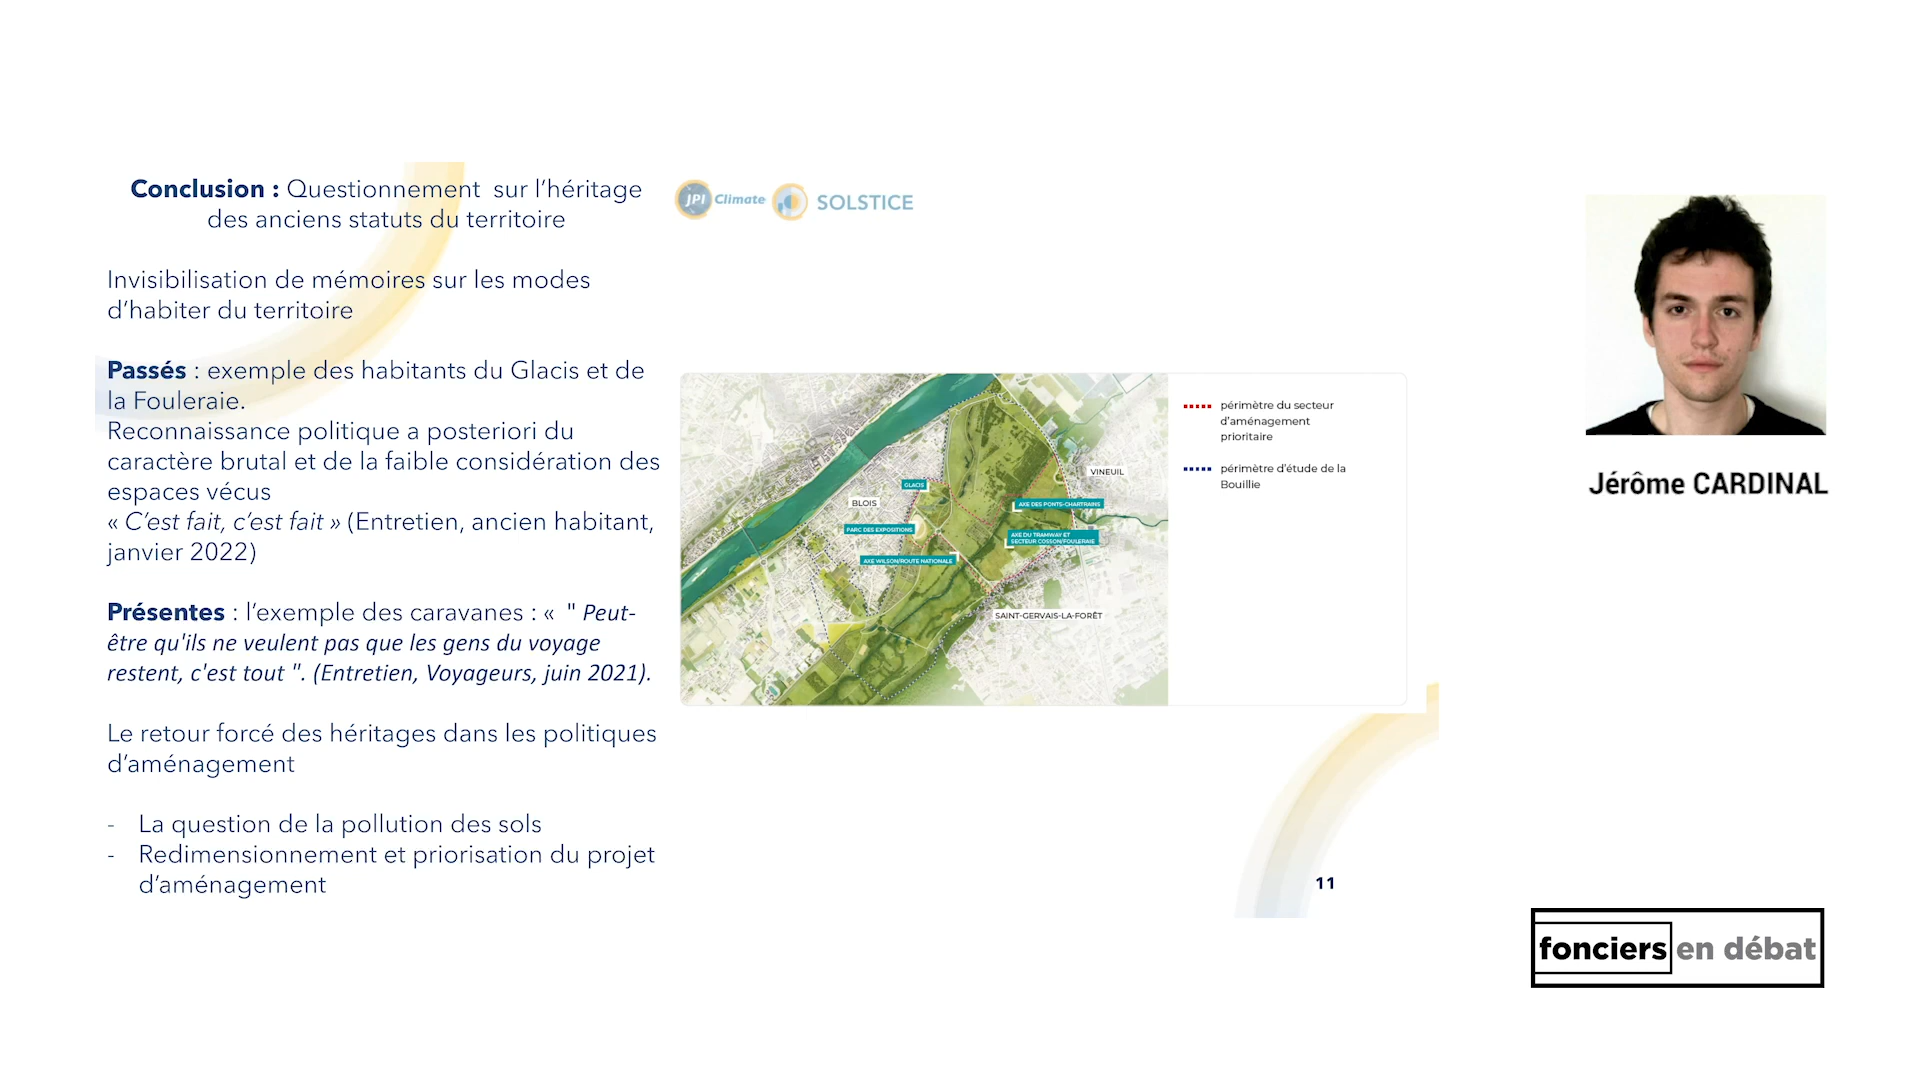 Conclusion : Questionnement sur l’héritage
des anciens statuts du territoire
Invisibilisation de mémoires sur les modes
d’habiter du territoire
Passés : exemple des habitants du Glacis et de
la Fouleraie.
Reconnaissance politique a posteriori du
caractère brutal et de la faible considération des
espaces vécus
« C’est fait, c’est fait » (Entretien, ancien habitant,
janvier 2022)
Présentes : l’exemple des caravanes : « " Peut-
être qu'ils ne veulent pas que les gens du voyage
restent, c'est tout ". (Entretien, Voyageurs, juin 2021).
Le retour forcé des héritages dans les politiques
d’aménagement
- La question de la pollution des sols
- Redimensionnement et priorisation du projet
d’aménagement
JPI Climate SOLSTICE
VINEUIL
GLACIS
BLOIS
AXE DES PONTS-CHARTRAINS
PARC DES EXPOSITIONS
AXE DU TRAMWAY ET
SECTEUR COSSON/FOULERAIE
AXE WILSON/ROUTE NATIONALE
SAINT-GERVAIS-LA-FORÊT
périmètre du secteur
d’aménagement
prioritaire
périmètre d’étude de la
Bouillie
11
Jérôme CARDINAL
fonciers en débat